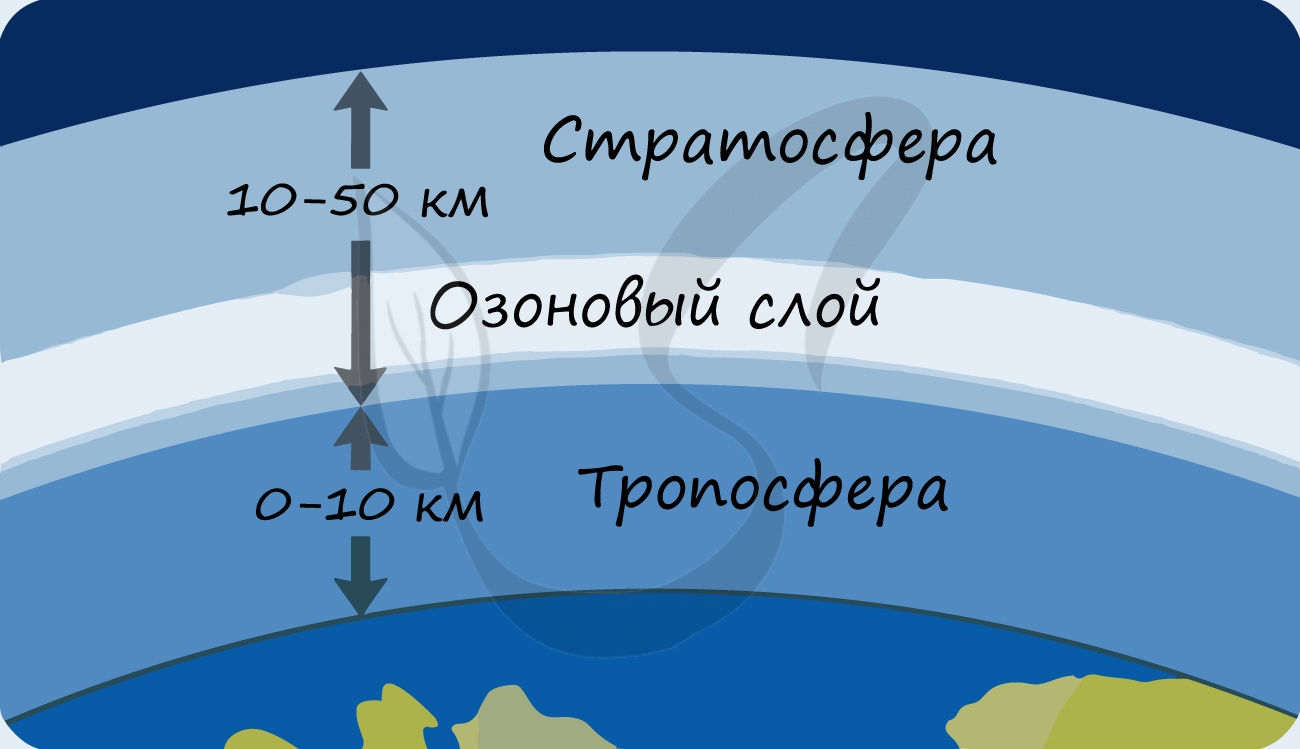 Стратосфера
10-50 км
Озоновый слой
Тропосфера
0-10 км